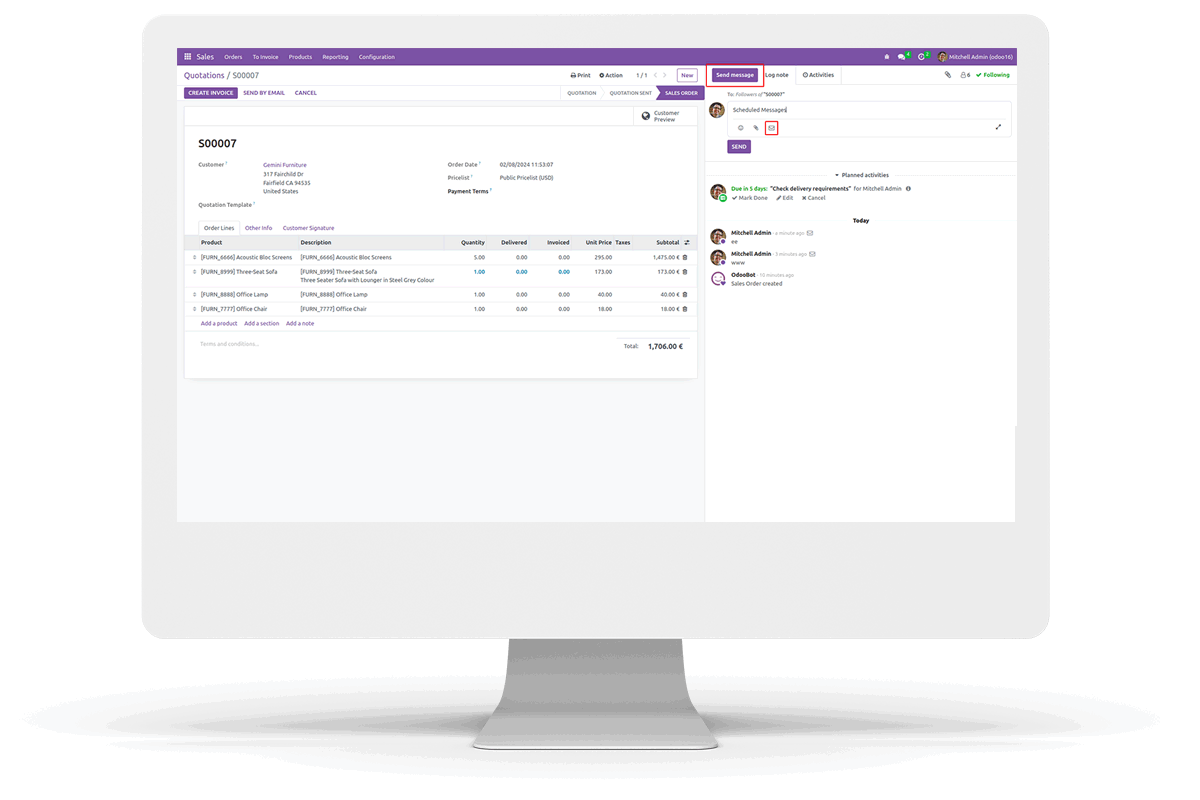 Sales Orders To Invoice Products Reporting Configuration 4 2 Mitchell Admin (odoo16)
Quotations / S00007 Print Action 1 / 1 New
CREATE INVOICE SEND BY EMAIL CANCEL QUOTATION QUOTATION SENT SALES ORDER
Customer
Preview
S00007
Customer ? Gemini Furniture
317 Fairchild Dr
Fairfield CA 94535
United States
Quotation Template ?
Order Date ? 02/08/2024 11:53:07
Pricelist ? Public Pricelist (USD)
Payment Terms ?
Order Lines Other Info Customer Signature
Product Description Quantity Delivered Invoiced Unit Price Taxes Subtotal
[FURN_6666] Acoustic Bloc Screens [FURN_6666] Acoustic Bloc Screens 5.00 0.00 0.00 295.00 1,475.00 €
[FURN_8999] Three-Seat Sofa [FURN_8999] Three-Seat Sofa 1.00 0.00 0.00 173.00 173.00 €
Three Seater Sofa with Lounger in Steel Grey Colour
[FURN_8888] Office Lamp [FURN_8888] Office Lamp 1.00 0.00 0.00 40.00 40.00 €
[FURN_7777] Office Chair [FURN_7777] Office Chair 1.00 0.00 0.00 18.00 18.00 €
Add a product Add a section Add a note
Terms and conditions...
Total: 1,706.00 €
Send message Log note Activities 6 Following
To: Followers of "S00007"
Scheduled Messages
SEND
Planned activities
Due in 5 days: "Check delivery requirements" for Mitchell Admin
Mark Done Edit Cancel
Today
Mitchell Admin - a minute ago
ee
Mitchell Admin - 3 minutes ago
www
OdooBot - 10 minutes ago
Sales Order created